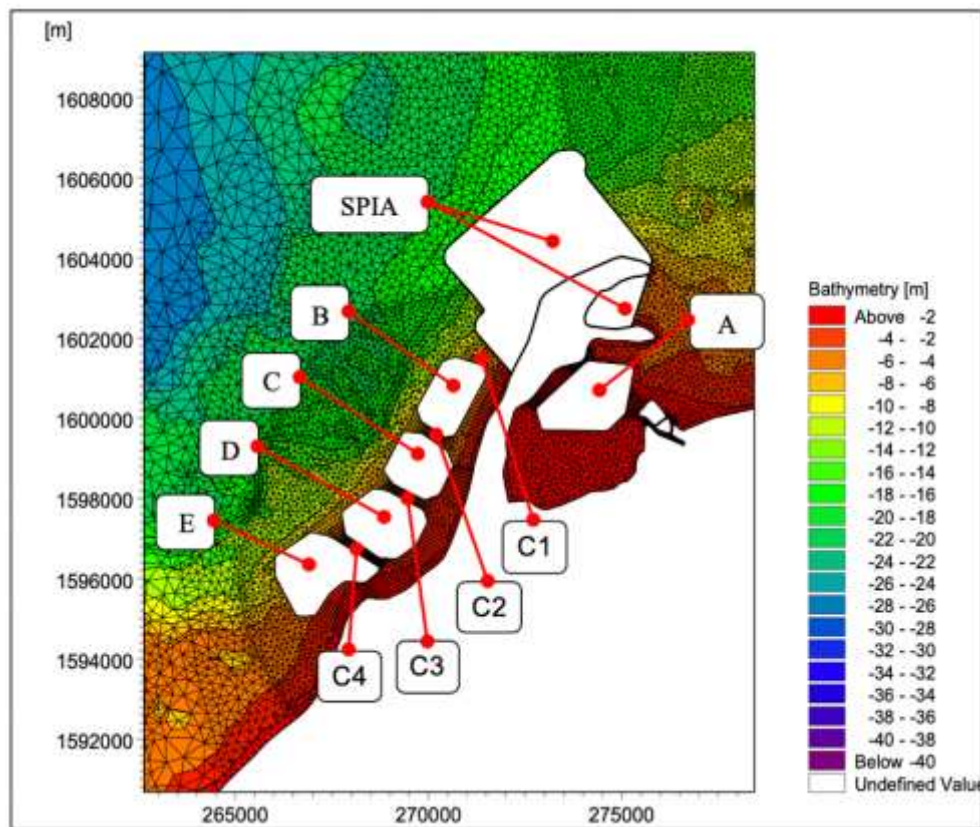 [m]
1608000
1606000
1604000
1602000
1600000
1598000
1596000
1594000
1592000
265000
270000
275000
SPIA
A
B
C
D
E
C1
C2
C3
C4
Bathymetry [m]
Above -2
-4 - -2
-6 - -4
-8 - -6
-10 - -8
-12 - -10
-14 - -12
-16 - -14
-18 - -16
-20 - -18
-22 - -20
-24 - -22
-26 - -24
-28 - -26
-30 - -28
-32 - -30
-34 - -32
-36 - -34
-38 - -36
-40 - -38
Below -40
Undefined Value